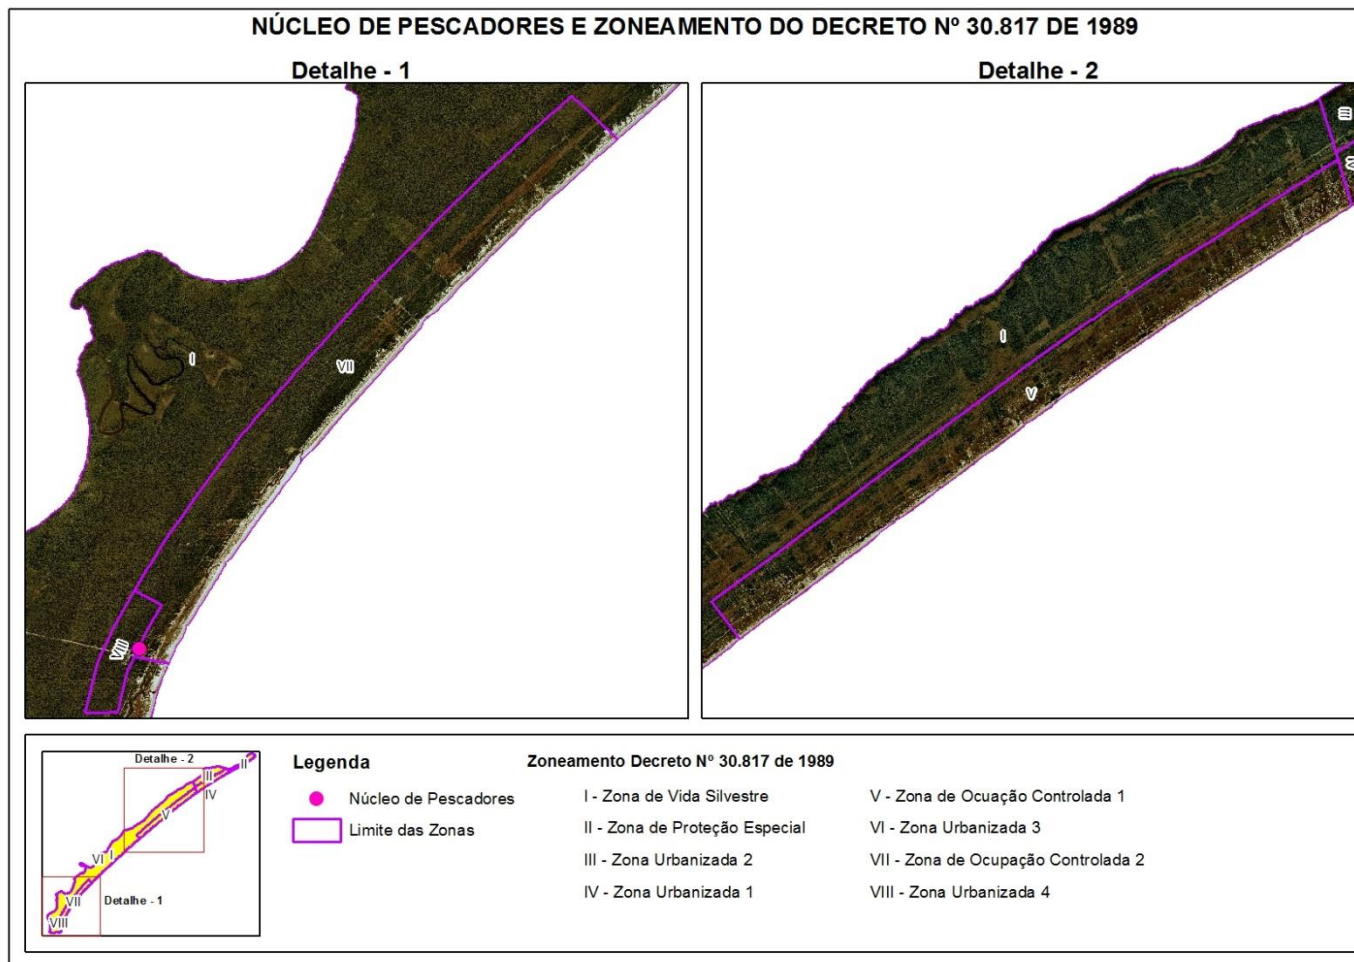 NÚCLEO DE PESCADORES E ZONEAMENTO DO DECRETO Nº 30.817 DE 1989
Detalhe - 1
Detalhe - 2
I
VII
VIII
III
IV
I
V
Detalhe - 2
II
III
IV
V
VI
I
VII
Detalhe - 1
VIII
Legenda
Núcleo de Pescadores
Limite das Zonas
Zoneamento Decreto Nº 30.817 de 1989
I - Zona de Vida Silvestre
II - Zona de Proteção Especial
III - Zona Urbanizada 2
IV - Zona Urbanizada 1
V - Zona de Ocuação Controlada 1
VI - Zona Urbanizada 3
VII - Zona de Ocupação Controlada 2
VIII - Zona Urbanizada 4